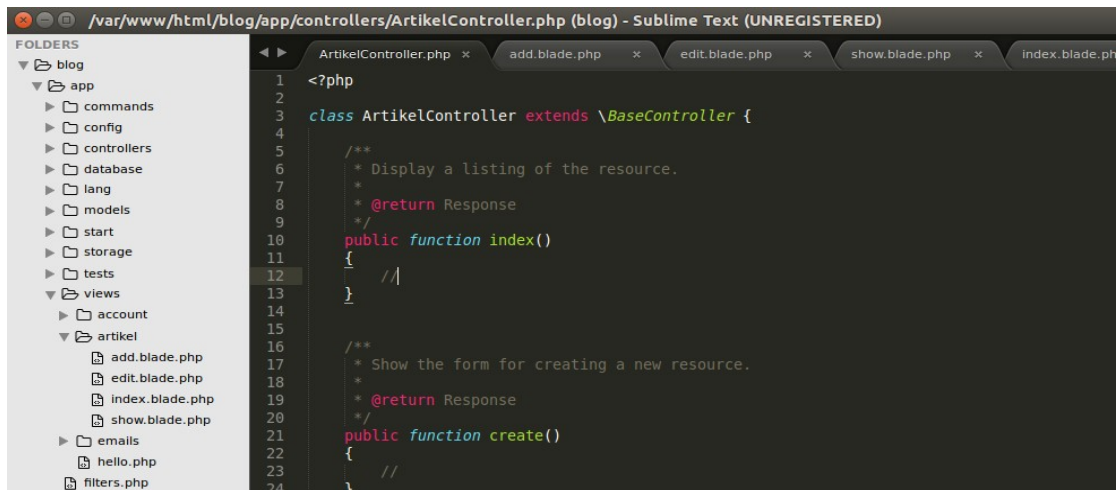 /var/www/html/blog/app/controllers/ArtikelController.php (blog) - Sublime Text (UNREGISTERED)
FOLDERS
blog
app
commands
config
controllers
database
lang
models
start
storage
tests
views
account
artikel
add.blade.php
edit.blade.php
index.blade.php
show.blade.php
emails
hello.php
filters.php
ArtikelController.php × add.blade.php × edit.blade.php × show.blade.php × index.blade.ph
1 <?php
2
3 class ArtikelController extends \BaseController {
4
5 /**
6 * Display a listing of the resource.
7 *
8 * @return Response
9 */
10 public function index()
11 {
12 //
13 }
14
15
16 /**
17 * Show the form for creating a new resource.
18 *
19 * @return Response
20 */
21 public function create()
22 {
23 //
24 }